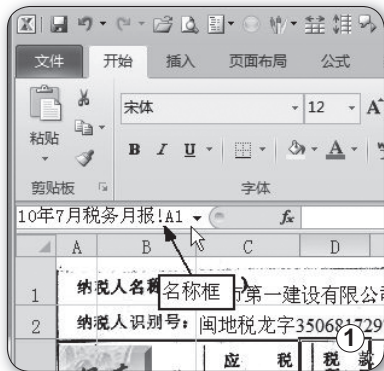 文件 开始 插入 页面布局 公式
宋体 12 A
粘贴 B I U A
剪贴板 字体
10年7月税务月报!A1 fx
A B C D
1 纳税人名称 名称框 第一建设有限公司
2 纳税人识别号: 闽地税龙字35068172
①
应 税 税 款